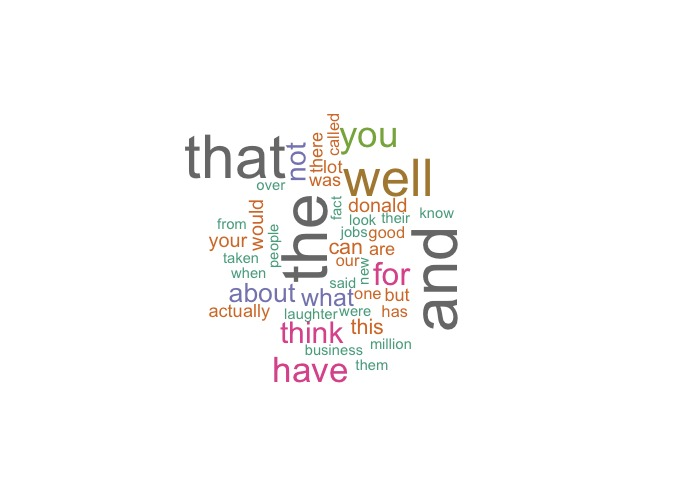 called
you
that
not
there
lot
well
was
over
would
the
fact
donald
look
their
know
from
people
jobs
good
and
your
can
are
taken
our
new
when
for
said
about
what
one
but
actually
laughter
were
has
think
this
business
million
have
them